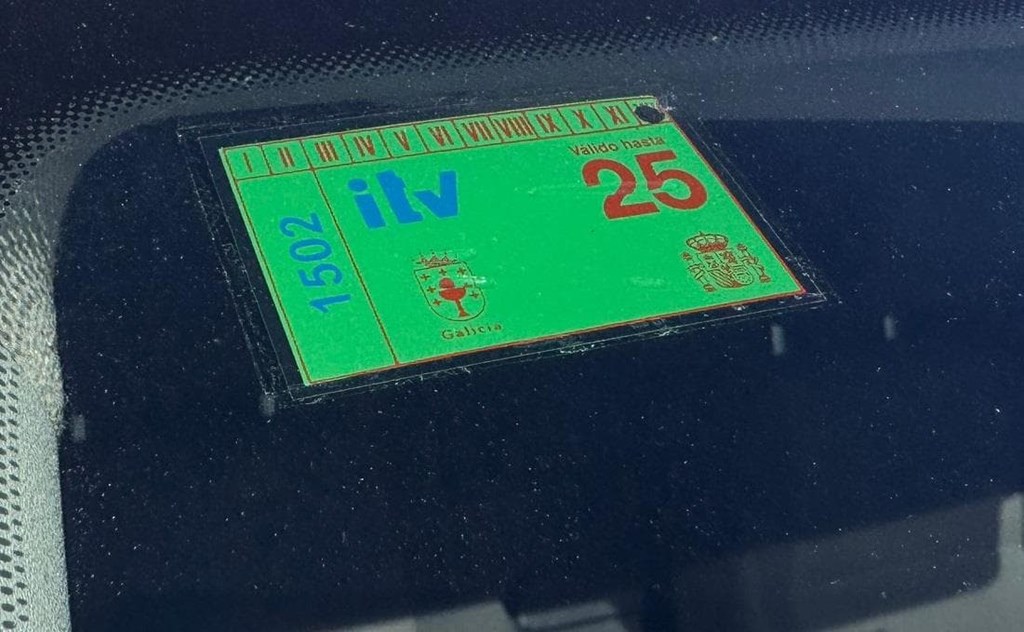 I II III IV V VI VII VIII IX X XI
Válido hasta
itv 25
1502
Galicia